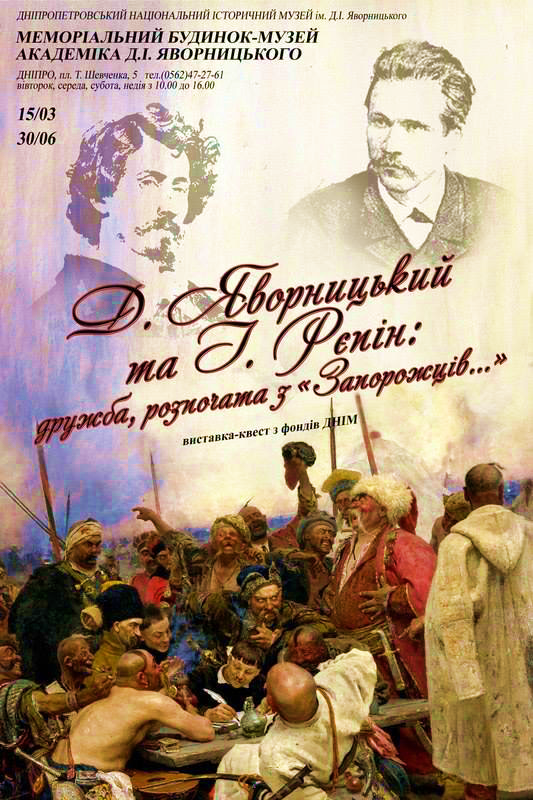 ДНІПРОПЕТРОВСЬКИЙ НАЦІОНАЛЬНИЙ ІСТОРИЧНИЙ МУЗЕЙ ім. Д.І. Яворницького
МЕМОРІАЛЬНИЙ БУДИНОК-МУЗЕЙ
АКАДЕМІКА Д.І. ЯВОРНИЦЬКОГО
ДНІПРО, пл. Т. Шевченка, 5 тел.(0562)47-27-61
вівторок, середа, субота, недія з 10.00 до 16.00
15/03
30/06
Д. Яворницький
та І. Рєпін:
дружба, розпочата з «Запорожців...»
виставка-квест з фондів ДНІМ